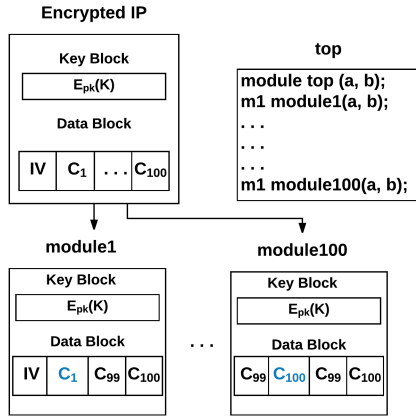 Encrypted IP
Key Block
Epk(K)
Data Block
IV C1 ... C100
top
module top (a, b);
m1 module1(a, b);
. . .
. . .
. . .
m1 module100(a, b);
module1
Key Block
Epk(K)
Data Block
IV C1 C99 C100
. . .
module100
Key Block
Epk(K)
Data Block
C99 C100 C99 C100